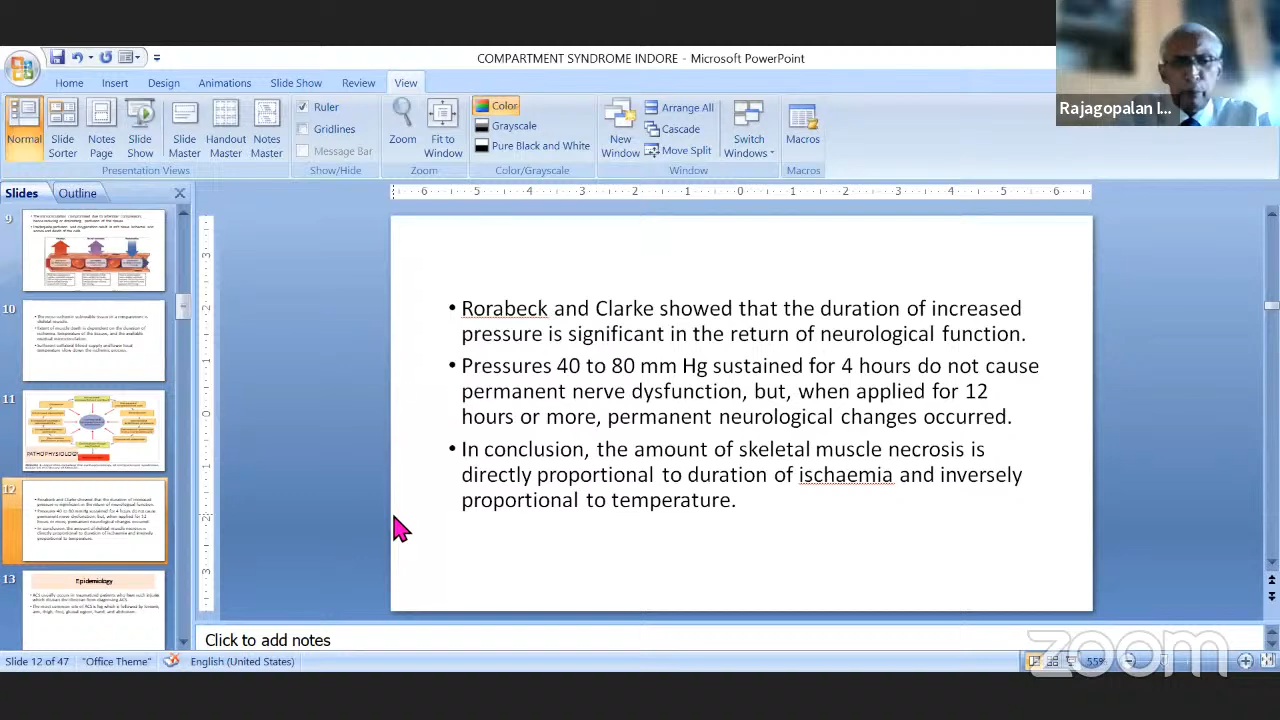 COMPARTMENT SYNDROME INDORE - Microsoft PowerPoint
Rajagopalan I...
Home Insert Design Animations Slide Show Review View
Normal
Slide Sorter
Notes Page
Slide Show
Slide Master
Handout Master
Notes Master
Presentation Views
Ruler
Gridlines
Message Bar
Show/Hide
Zoom
Fit to Window
Zoom
Color
Grayscale
Pure Black and White
Color/Grayscale
New Window
Arrange All
Cascade
Move Split
Switch Windows
Window
Macros
Macros
Slides Outline
9
10
11
PATHOPHYSIOLOGY
12
13
Epidemiology
• Rorabeck and Clarke showed that the duration of increased
pressure is significant in the return of neurological function.
• Pressures 40 to 80 mm Hg sustained for 4 hours do not cause
permanent nerve dysfunction, but, when applied for 12
hours or more, permanent neurological changes occurred.
• In conclusion, the amount of skeletal muscle necrosis is
directly proportional to duration of ischaemia and inversely
proportional to temperature.
Click to add notes
Slide 12 of 47 "Office Theme" English (United States) 55%
zoom